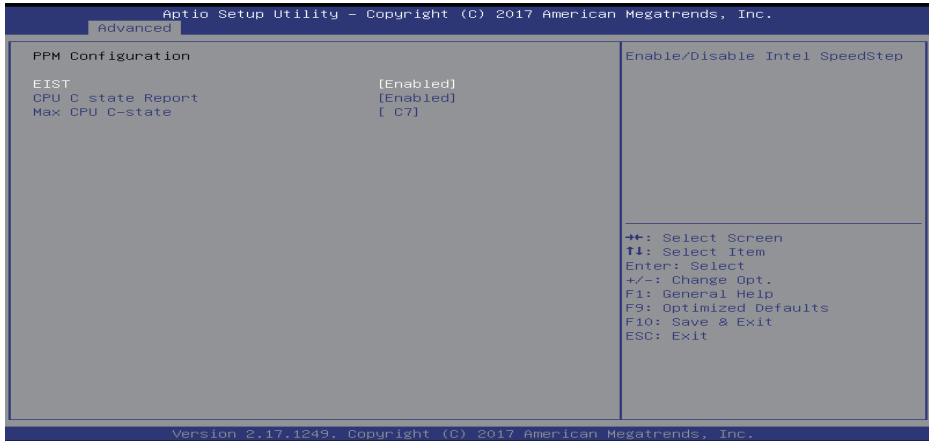 Aptio Setup Utility – Copyright (C) 2017 American Megatrends, Inc.
Advanced
PPM Configuration
EIST [Enabled]
CPU C state Report [Enabled]
Max CPU C-state [ C7]
Enable/Disable Intel SpeedStep
→←: Select Screen
↑↓: Select Item
Enter: Select
+/-: Change Opt.
F1: General Help
F9: Optimized Defaults
F10: Save & Exit
ESC: Exit
Version 2.17.1249. Copyright (C) 2017 American Megatrends, Inc.